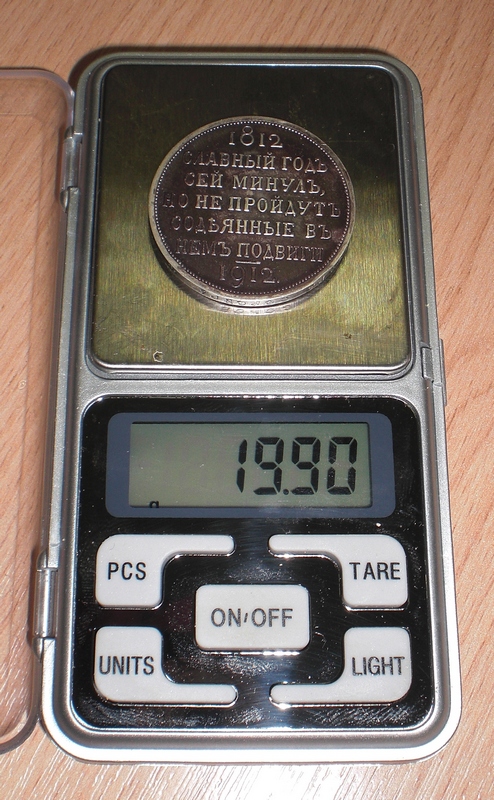 1812
СЛАВНЫЙ ГОДЪ
СЕЙ МИНУЛЪ,
НО НЕ ПРОЙДУТЪ
СОДѢЯННЫЕ ВЪ
НЕМЪ ПОДВИГИ
1912
19.90
g
PCS
TARE
ON/OFF
UNITS
LIGHT